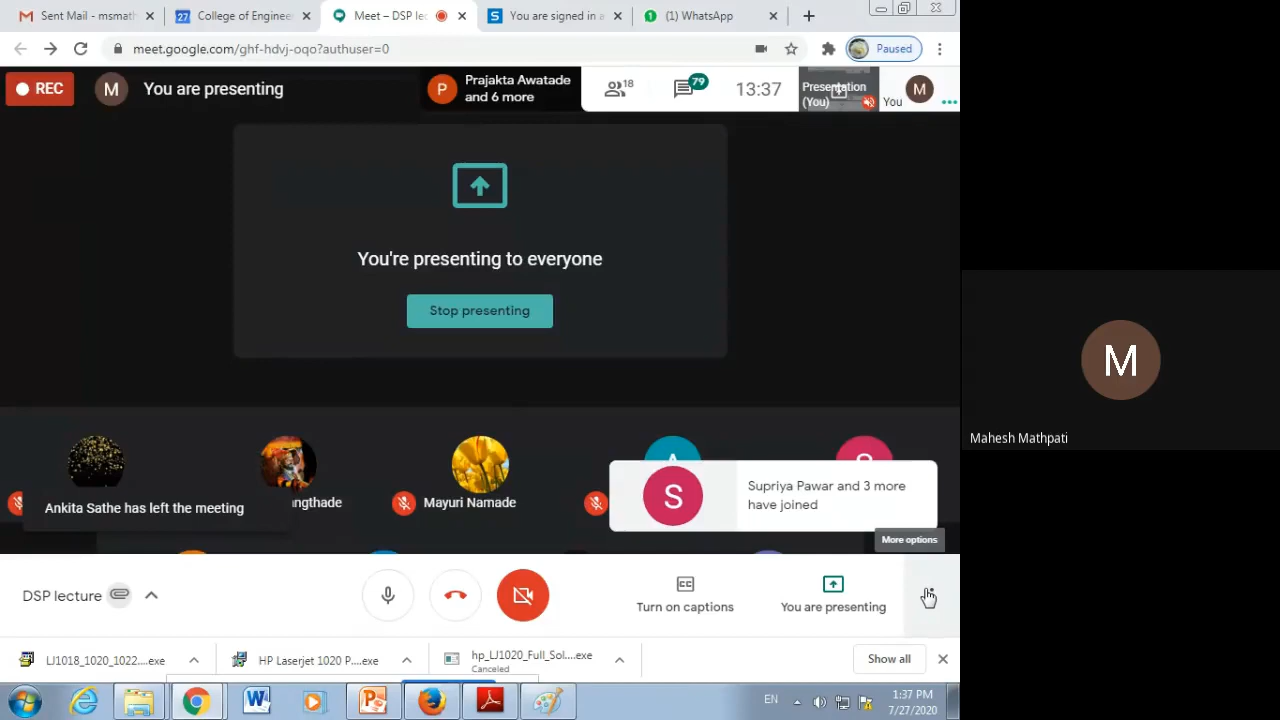 Sent Mail - msmath
27
College of Enginee
Meet – DSP le
S
You are signed in a
1
(1) WhatsApp
meet.google.com/ghf-hdvj-oqo?authuser=0
Paused
REC
M
You are presenting
P
Prajakta Awatade
and 6 more
18
79
13:37
Presentation
(You)
You
M
You're presenting to everyone
Stop presenting
Ankita Sathe has left the meeting
ngthade
Mayuri Namade
S
Supriya Pawar and 3 more
have joined
More options
DSP lecture
CC
Turn on captions
You are presenting
LJ1018_1020_1022....exe
HP Laserjet 1020 P....exe
hp_LJ1020_Full_Sol....exe
Canceled
Show all
EN
1:37 PM
7/27/2020
M
Mahesh Mathpati